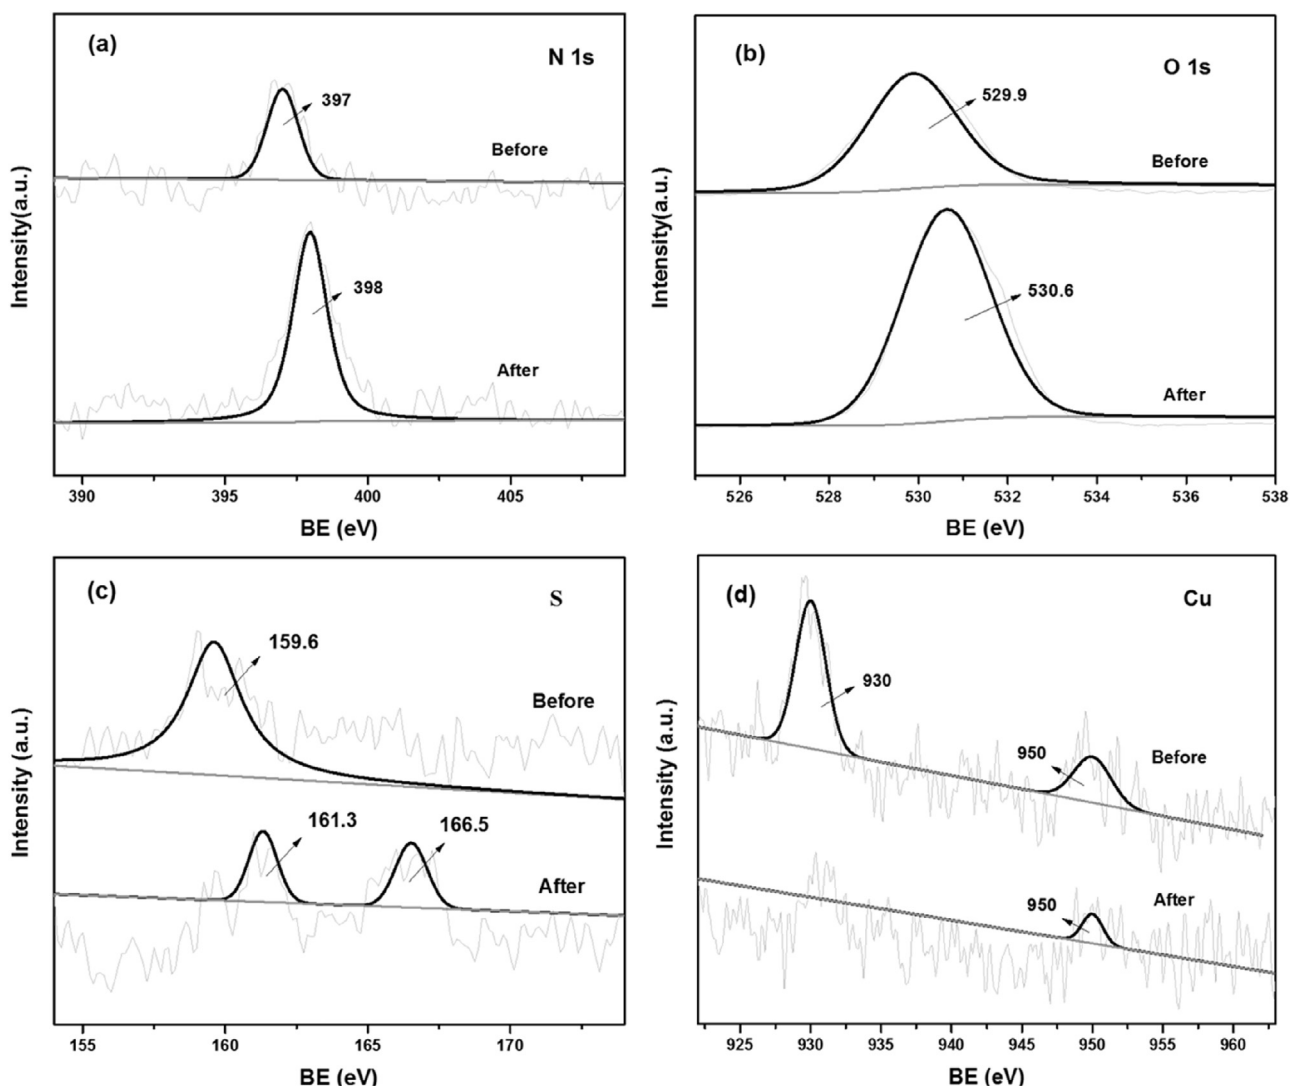 (a)
N 1s
397
Before
398
After
Intensity(a.u.)
390 395 400 405
BE (eV)
(b)
O 1s
529.9
Before
530.6
After
Intensity(a.u.)
526 528 530 532 534 536 538
BE (eV)
(c)
S
159.6
Before
161.3
166.5
After
Intensity (a.u.)
155 160 165 170
BE (eV)
(d)
Cu
930
950
Before
950
After
Intensity (a.u.)
925 930 935 940 945 950 955 960
BE (eV)